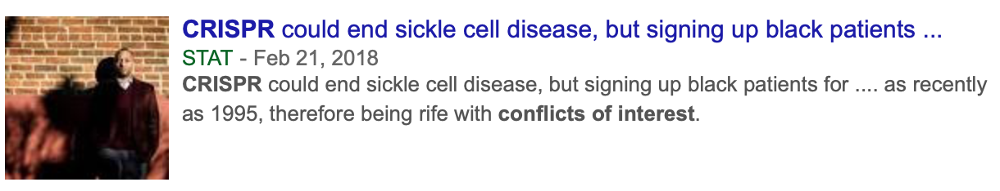 CRISPR could end sickle cell disease, but signing up black patients ...
STAT - Feb 21, 2018
CRISPR could end sickle cell disease, but signing up black patients for .... as recently
as 1995, therefore being rife with conflicts of interest.